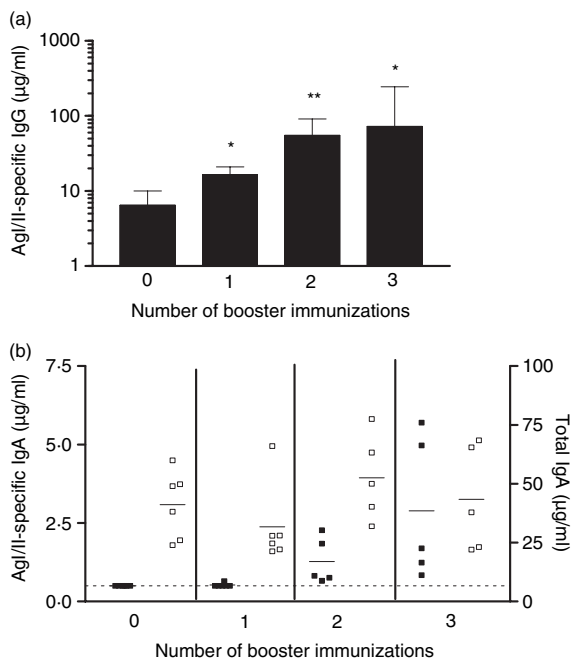 (a)
AgI/II-specific IgG (µg/ml)
1000
100
10
1
*
**
*
0 1 2 3
Number of booster immunizations
(b)
AgI/II-specific IgA (µg/ml)
7·5
5·0
2·5
0·0
100
75
50
25
0
Total IgA
(µg/ml)
0 1 2 3
Number of booster immunizations